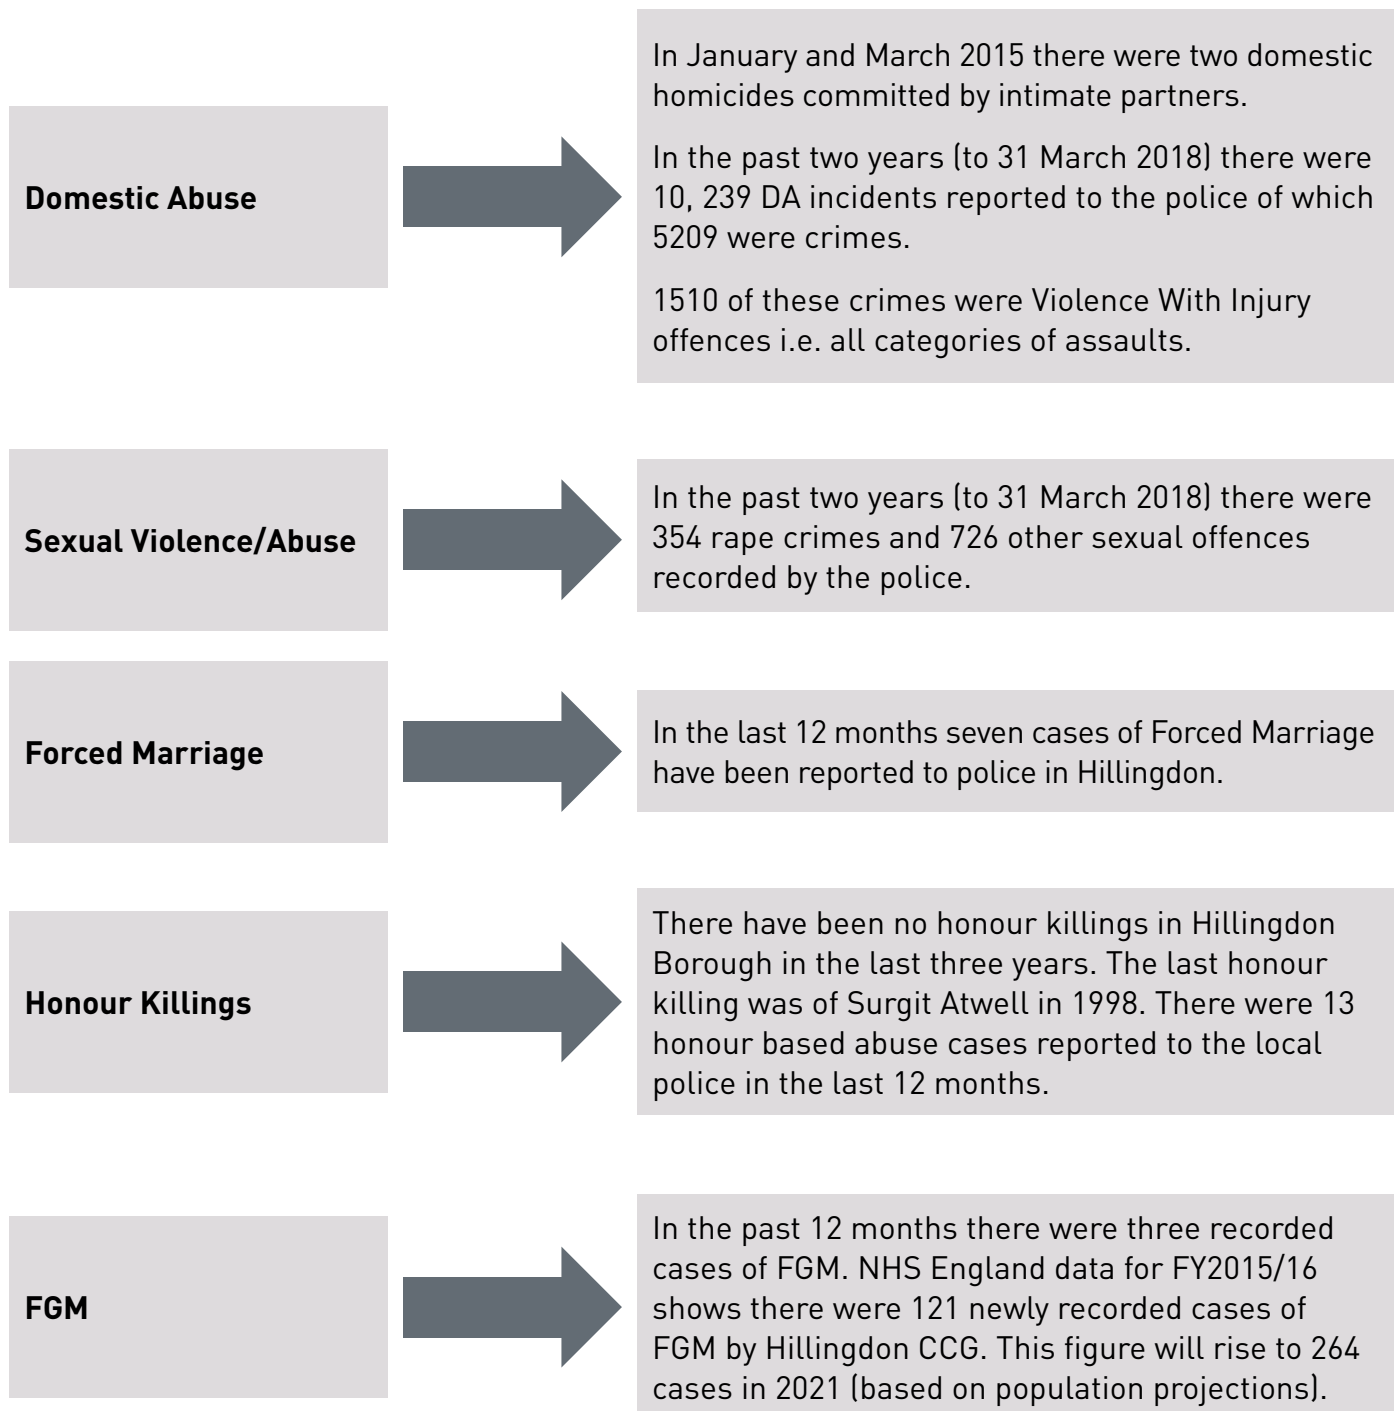 Domestic Abuse
In January and March 2015 there were two domestic
homicides committed by intimate partners.
In the past two years (to 31 March 2018) there were
10, 239 DA incidents reported to the police of which
5209 were crimes.
1510 of these crimes were Violence With Injury
offences i.e. all categories of assaults.
Sexual Violence/Abuse
In the past two years (to 31 March 2018) there were
354 rape crimes and 726 other sexual offences
recorded by the police.
Forced Marriage
In the last 12 months seven cases of Forced Marriage
have been reported to police in Hillingdon.
Honour Killings
There have been no honour killings in Hillingdon
Borough in the last three years. The last honour
killing was of Surgit Atwell in 1998. There were 13
honour based abuse cases reported to the local
police in the last 12 months.
FGM
In the past 12 months there were three recorded
cases of FGM. NHS England data for FY2015/16
shows there were 121 newly recorded cases of
FGM by Hillingdon CCG. This figure will rise to 264
cases in 2021 (based on population projections).